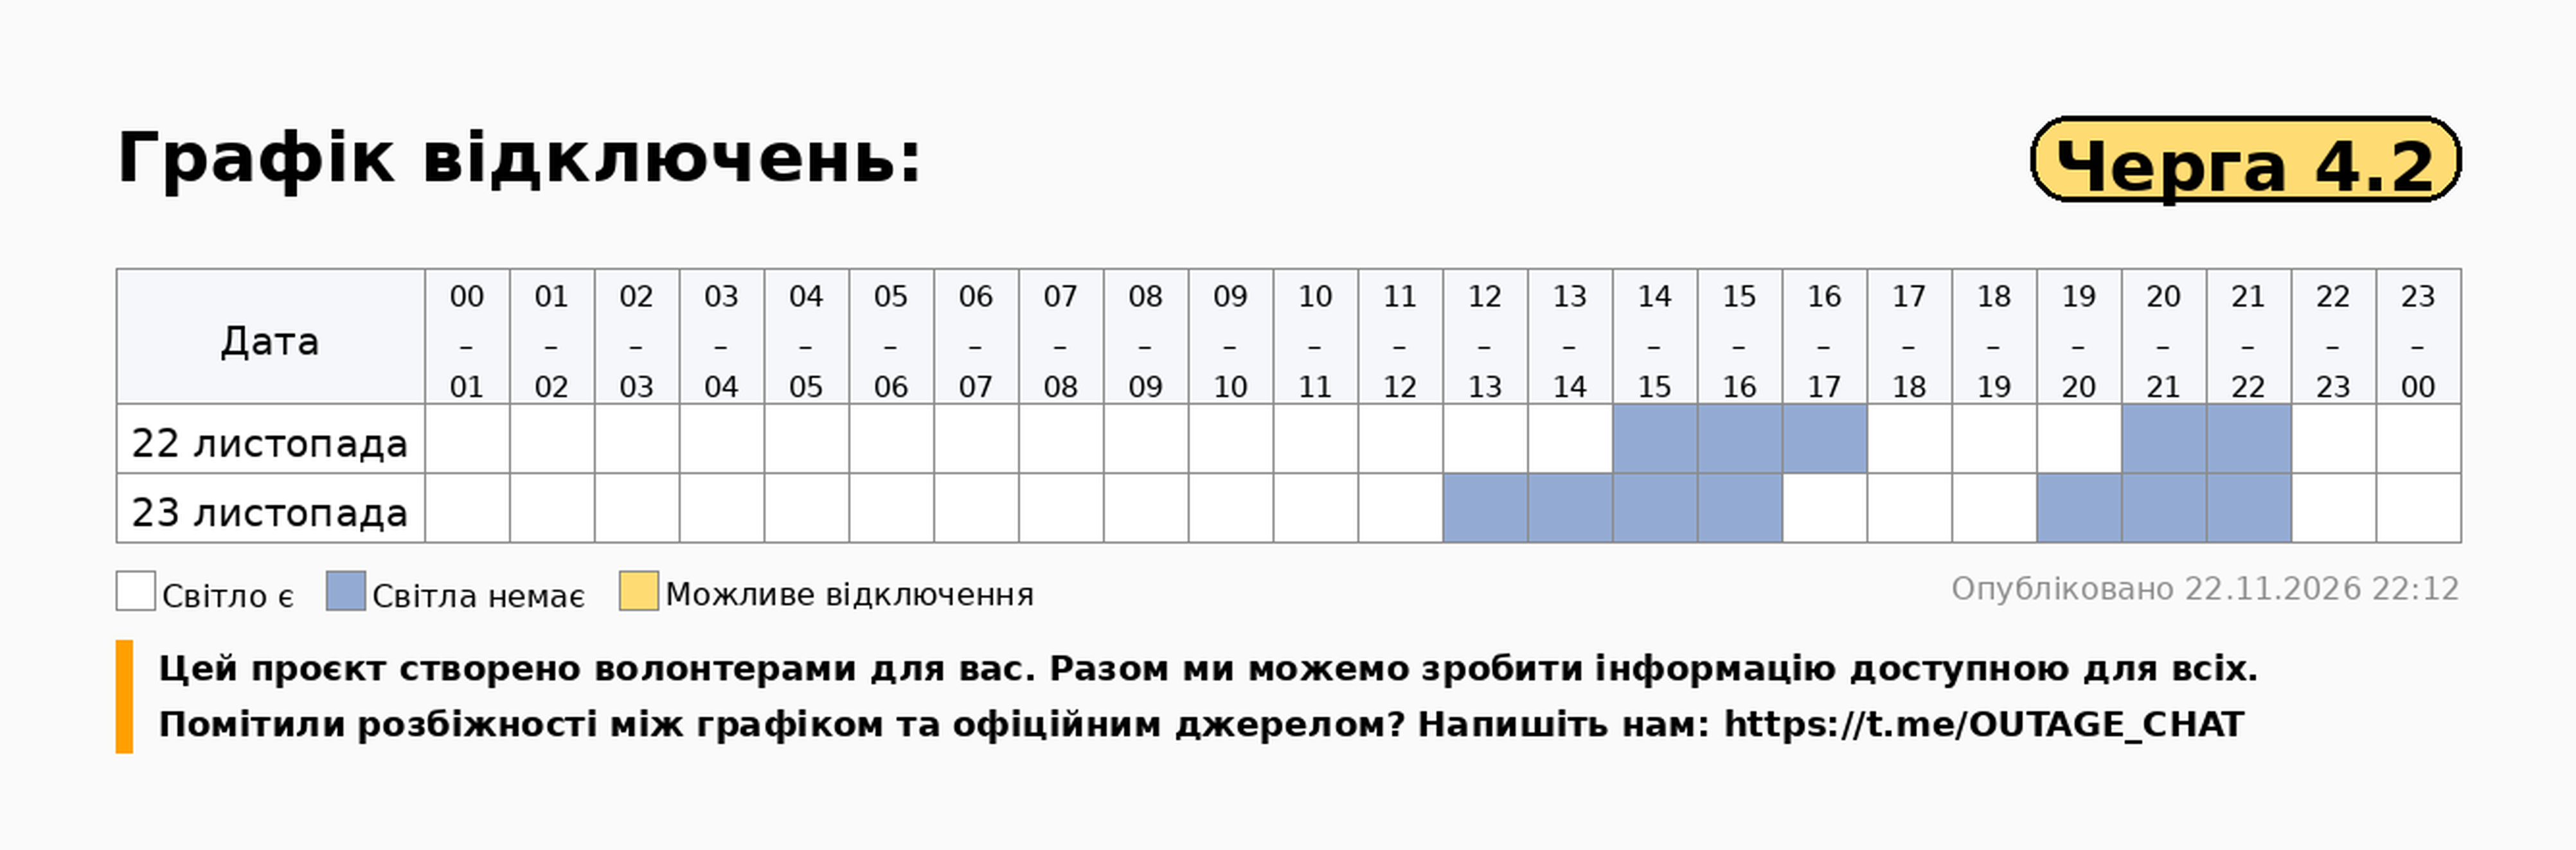 Графік відключень:
Черга 4.2
Дата 00–01 01–02 02–03 03–04 04–05 05–06 06–07 07–08 08–09 09–10 10–11 11–12 12–13 13–14 14–15 15–16 16–17 17–18 18–19 19–20 20–21 21–22 22–23 23–00
22 листопада
23 листопада
Світло є Світла немає Можливе відключення
Опубліковано 22.11.2026 22:12
Цей проєкт створено волонтерами для вас. Разом ми можемо зробити інформацію доступною для всіх.
Помітили розбіжності між графіком та офіційним джерелом? Напишіть нам: https://t.me/OUTAGE_CHAT